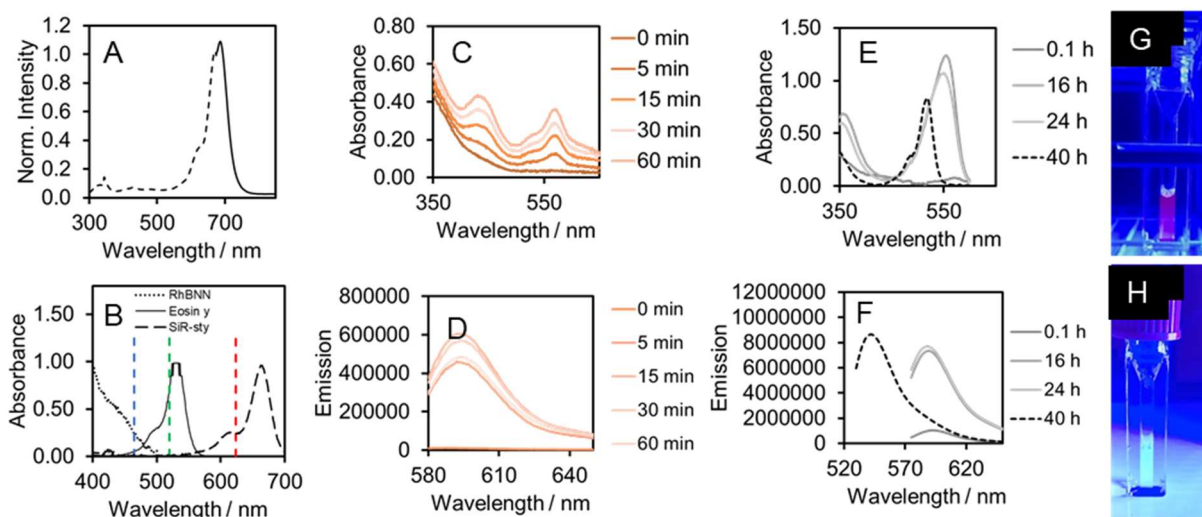 A
Norm. Intensity
1.2
1.0
0.8
0.6
0.4
0.2
0.0
300
500
700
Wavelength / nm
C
Absorbance
0.80
0.60
0.40
0.20
0.00
350
550
Wavelength / nm
0 min
5 min
15 min
30 min
60 min
E
Absorbance
1.50
1.00
0.50
0.00
350
550
Wavelength / nm
0.1 h
16 h
24 h
40 h
G
B
RhBNN
Eosin y
SiR-sty
Absorbance
1.50
1.00
0.50
0.00
400
500
600
700
Wavelength / nm
D
Emission
800000
600000
400000
200000
0
580
610
640
Wavelength / nm
0 min
5 min
15 min
30 min
60 min
F
Emission
12000000
10000000
8000000
6000000
4000000
2000000
0
520
570
620
Wavelength / nm
0.1 h
16 h
24 h
40 h
H